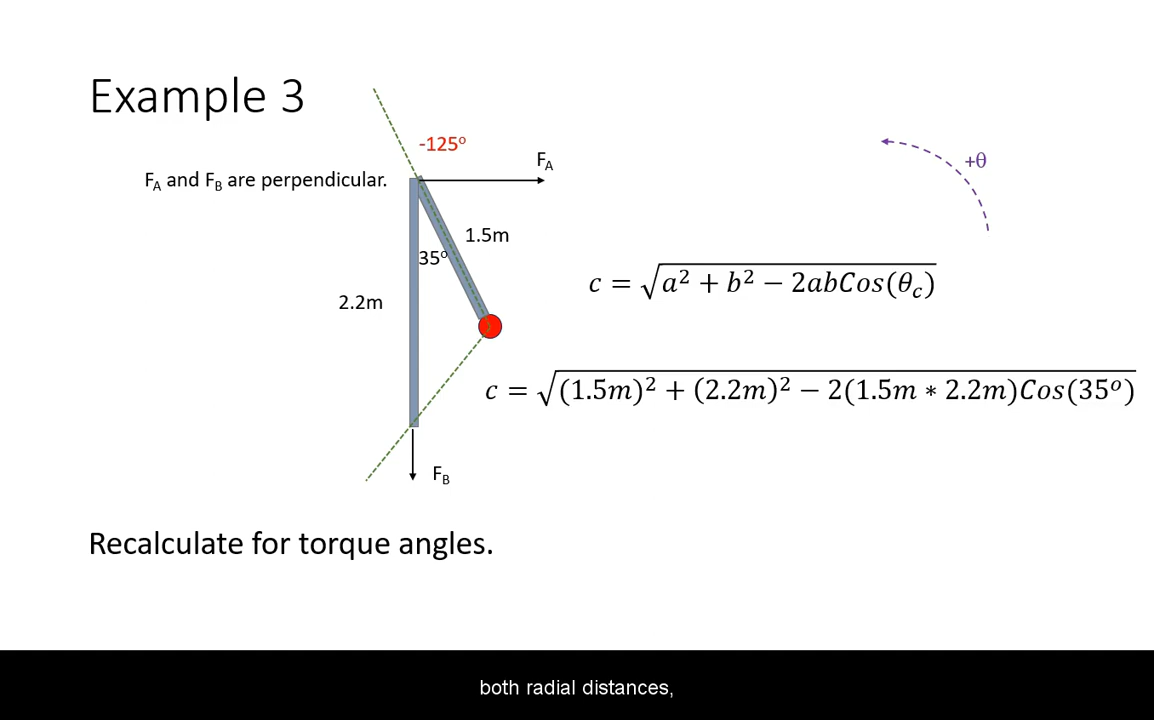 Example 3
-125º
F_A
+θ
F_A and F_B are perpendicular.
1.5m
35º
c = √(a² + b² − 2abCos(θ_c))
2.2m
c = √((1.5m)² + (2.2m)² − 2(1.5m ∗ 2.2m)Cos(35º))
F_B
Recalculate for torque angles.
both radial distances,